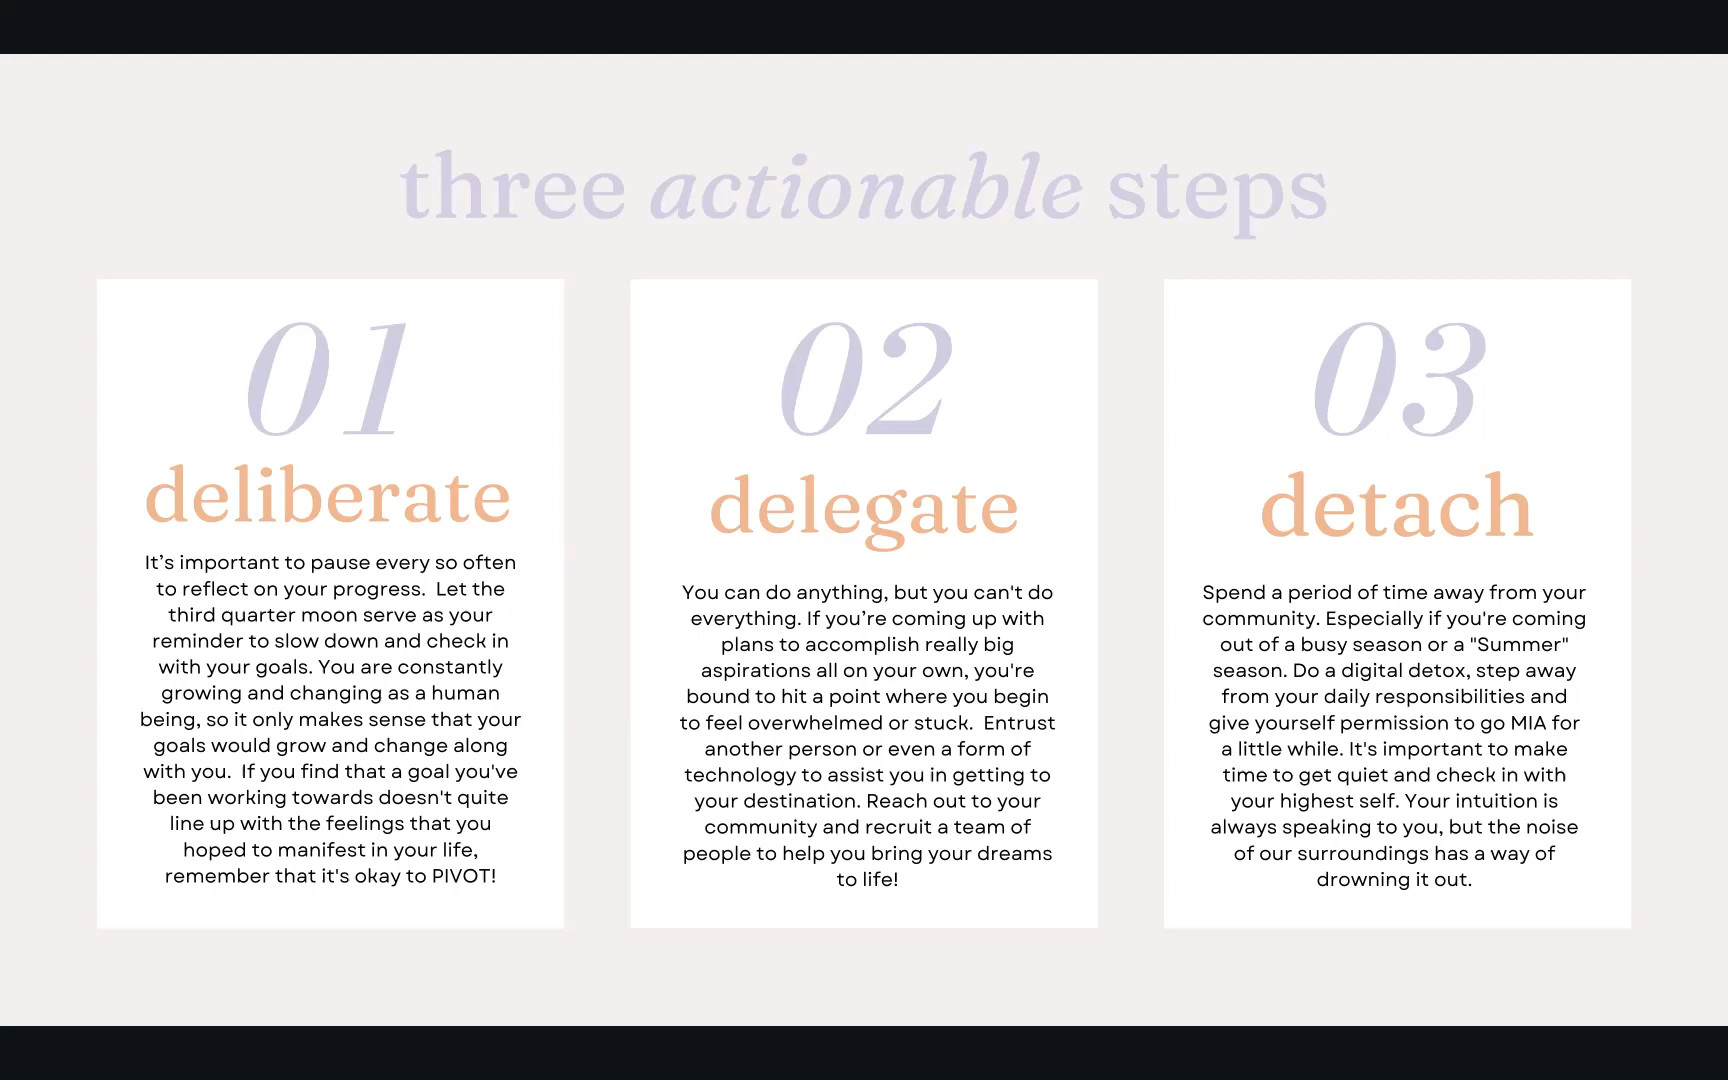 three actionable steps
01
deliberate
It’s important to pause every so often
to reflect on your progress.  Let the
third quarter moon serve as your
reminder to slow down and check in
with your goals. You are constantly
growing and changing as a human
being, so it only makes sense that your
goals would grow and change along
with you.  If you find that a goal you've
been working towards doesn't quite
line up with the feelings that you
hoped to manifest in your life,
remember that it's okay to PIVOT!
02
delegate
You can do anything, but you can't do
everything. If you’re coming up with
plans to accomplish really big
aspirations all on your own, you're
bound to hit a point where you begin
to feel overwhelmed or stuck.  Entrust
another person or even a form of
technology to assist you in getting to
your destination. Reach out to your
community and recruit a team of
people to help you bring your dreams
to life!
03
detach
Spend a period of time away from your
community. Especially if you're coming
out of a busy season or a "Summer"
season. Do a digital detox, step away
from your daily responsibilities and
give yourself permission to go MIA for
a little while. It's important to make
time to get quiet and check in with
your highest self. Your intuition is
always speaking to you, but the noise
of our surroundings has a way of
drowning it out.